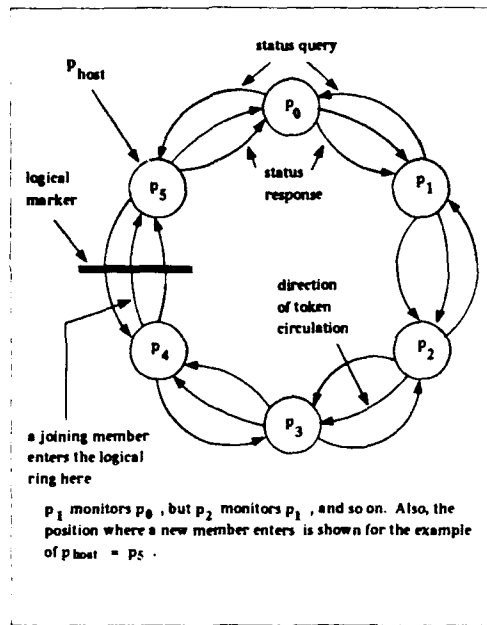 status query
P host
p0
logical
marker
status
response
p5
p1
direction
of token
circulation
p4
p2
p3
a joining member
enters the logical
ring here
p1 monitors p0 , but p2 monitors p1 , and so on. Also, the
position where a new member enters is shown for the example
of phost = p5 .